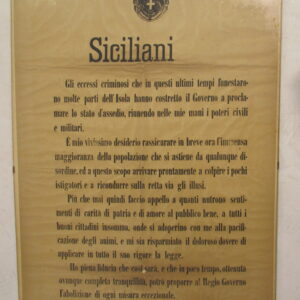 Siciliani
Gli eccessi criminosi che in questi ultimi tempi funestaro-
no molte parti dell'Isola hanno costretto il Governo a procla-
mare lo stato d'assedio, riunendo nelle mie mani i poteri civili
e militari.
É mio vivissimo desiderio rassicurare in breve ora l'immensa
maggioranza della popolazione che si astiene da qualunque di-
sordine, ed a questo scopo arrivare prontamente a colpire i pochi
istigatori e a ricondurre sulla retta via gli illusi.
Più che mai quindi faccio appello a quanti nutrono senti-
menti di carità di patria e di amore al pubblico bene, a tutti i
buoni cittadini insomma, onde si adoperino con me alla pacifi-
cazione degli animi, e mi sia risparmiato il doloroso dovere di
applicare in tutto il suo rigore la legge.
Ho piena fiducia che così sarà, e che in poco tempo, ottenuta
ovunque completa tranquillità, potrò proporre al Regio Governo
l'abolizione di ogni misura eccezionale.